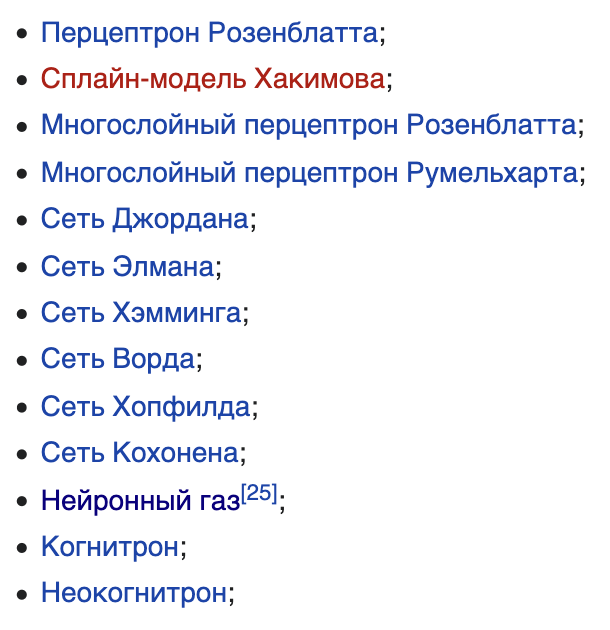 • Перцептрон Розенблатта;
• Сплайн-модель Хакимова;
• Многослойный перцептрон Розенблатта;
• Многослойный перцептрон Румельхарта;
• Сеть Джордана;
• Сеть Элмана;
• Сеть Хэмминга;
• Сеть Ворда;
• Сеть Хопфилда;
• Сеть Кохонена;
• Нейронный газ[25];
• Когнитрон;
• Неокогнитрон;